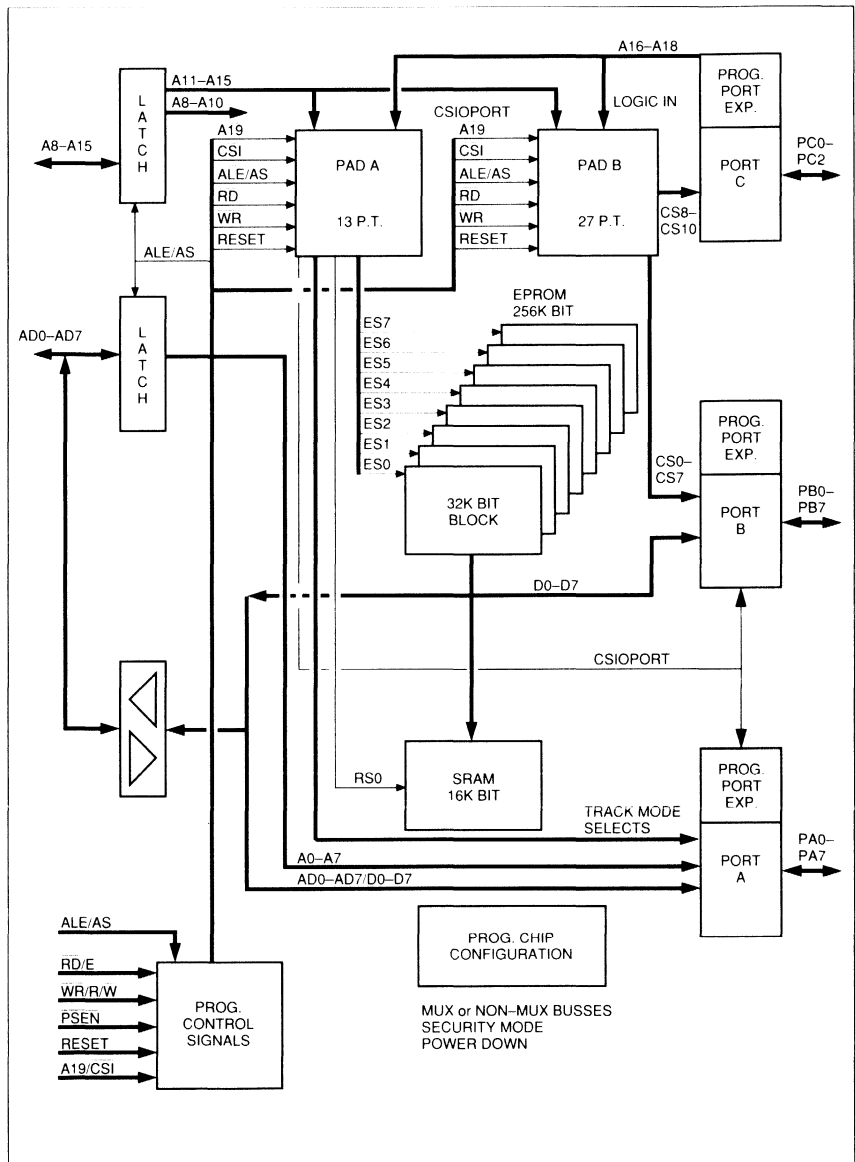 A16–A18
A11–A15
A8–A10
LATCH
A8–A15
CSIOPORT
LOGIC IN
PROG.
PORT
EXP.
PORT
C
PC0–
PC2
A19
CSI
ALE/AS
RD
WR
RESET
PAD A
13 P.T.
A19
CSI
ALE/AS
RD
WR
RESET
PAD B
27 P.T.
CS8–
CS10
ALE/AS
AD0–AD7
LATCH
EPROM
256K BIT
ES7
ES6
ES5
ES4
ES3
ES2
ES1
ES0
32K BIT
BLOCK
CS0–
CS7
PROG.
PORT
EXP.
PORT
B
PB0–
PB7
D0–D7
CSIOPORT
RS0
SRAM
16K BIT
TRACK MODE
SELECTS
PROG.
PORT
EXP.
PORT
A
PA0–
PA7
A0–A7
AD0–AD7/D0–D7
ALE/AS
RD/E
WR/R/W
PSEN
RESET
A19/CSI
PROG.
CONTROL
SIGNALS
PROG. CHIP
CONFIGURATION
MUX or NON–MUX BUSSES
SECURITY MODE
POWER DOWN